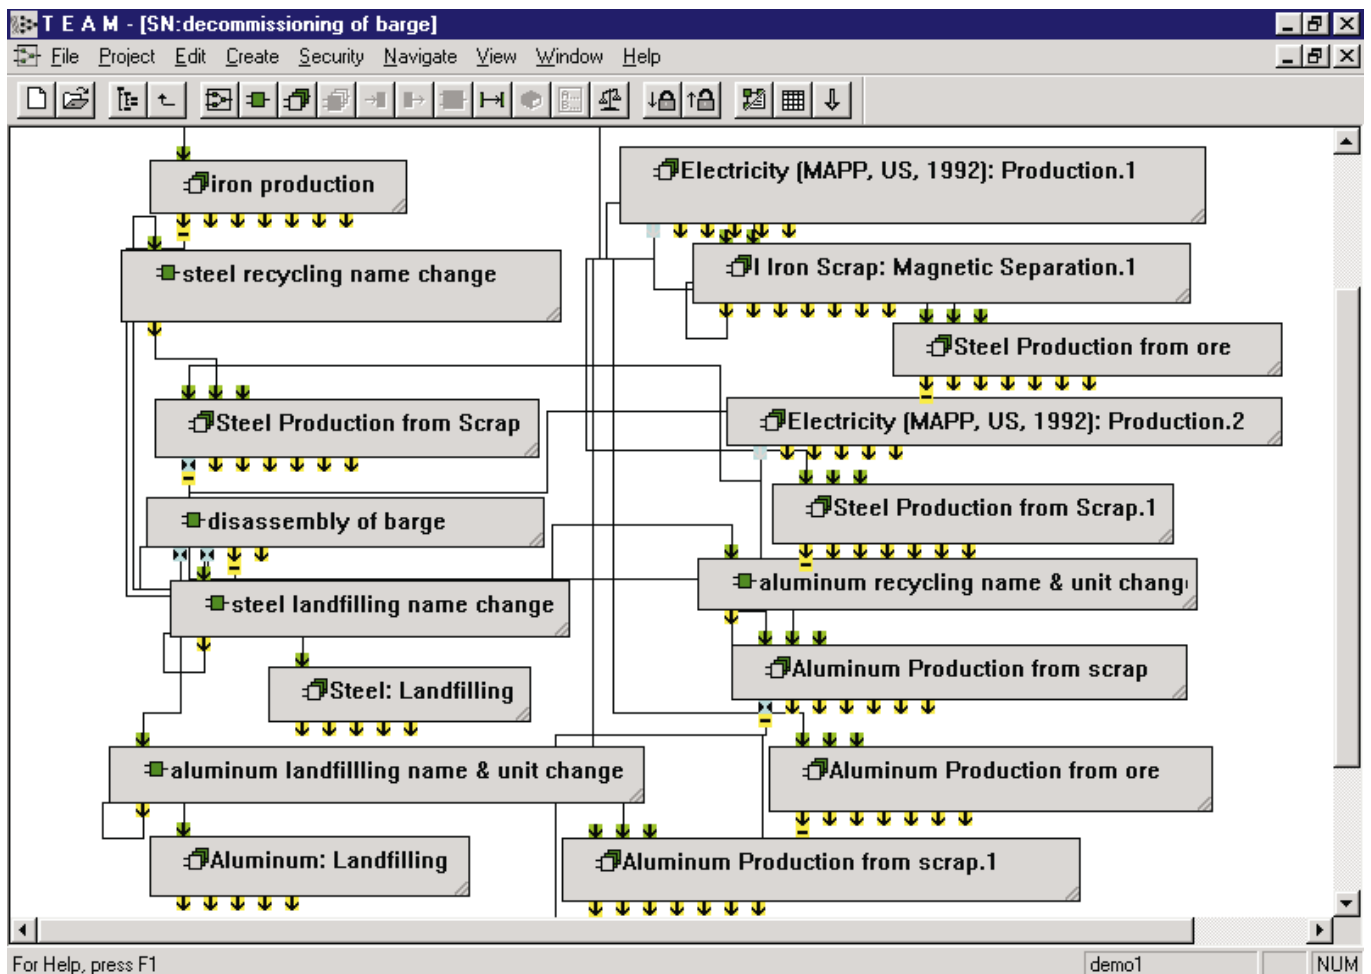 T E A M - [SN:decommissioning of barge]
File Project Edit Create Security Navigate View Window Help
iron production
Electricity (MAPP, US, 1992): Production.1
steel recycling name change
l Iron Scrap: Magnetic Separation.1
Steel Production from ore
Steel Production from Scrap
Electricity (MAPP, US, 1992): Production.2
disassembly of barge
Steel Production from Scrap.1
steel landfilling name change
aluminum recycling name & unit chang
Steel: Landfilling
Aluminum Production from scrap
aluminum landfillling name & unit change
Aluminum Production from ore
Aluminum: Landfilling
Aluminum Production from scrap.1
For Help, press F1
demo1
NUM